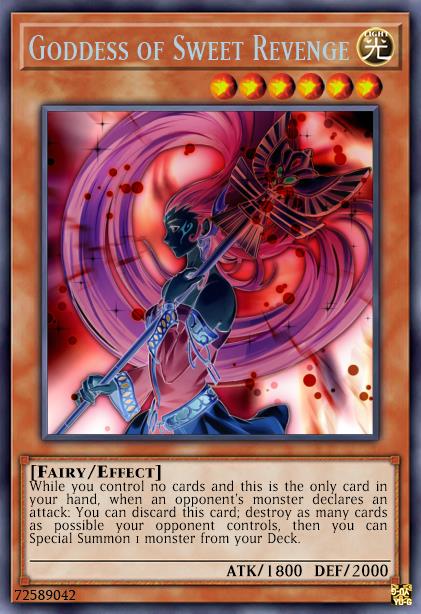 Goddess of Sweet Revenge
LIGHT
光
[Fairy/Effect]
While you control no cards and this is the only card in
your hand, when an opponent's monster declares an
attack: You can discard this card; destroy as many cards
as possible your opponent controls, then you can
Special Summon 1 monster from your Deck.
ATK/1800 DEF/2000
72589042